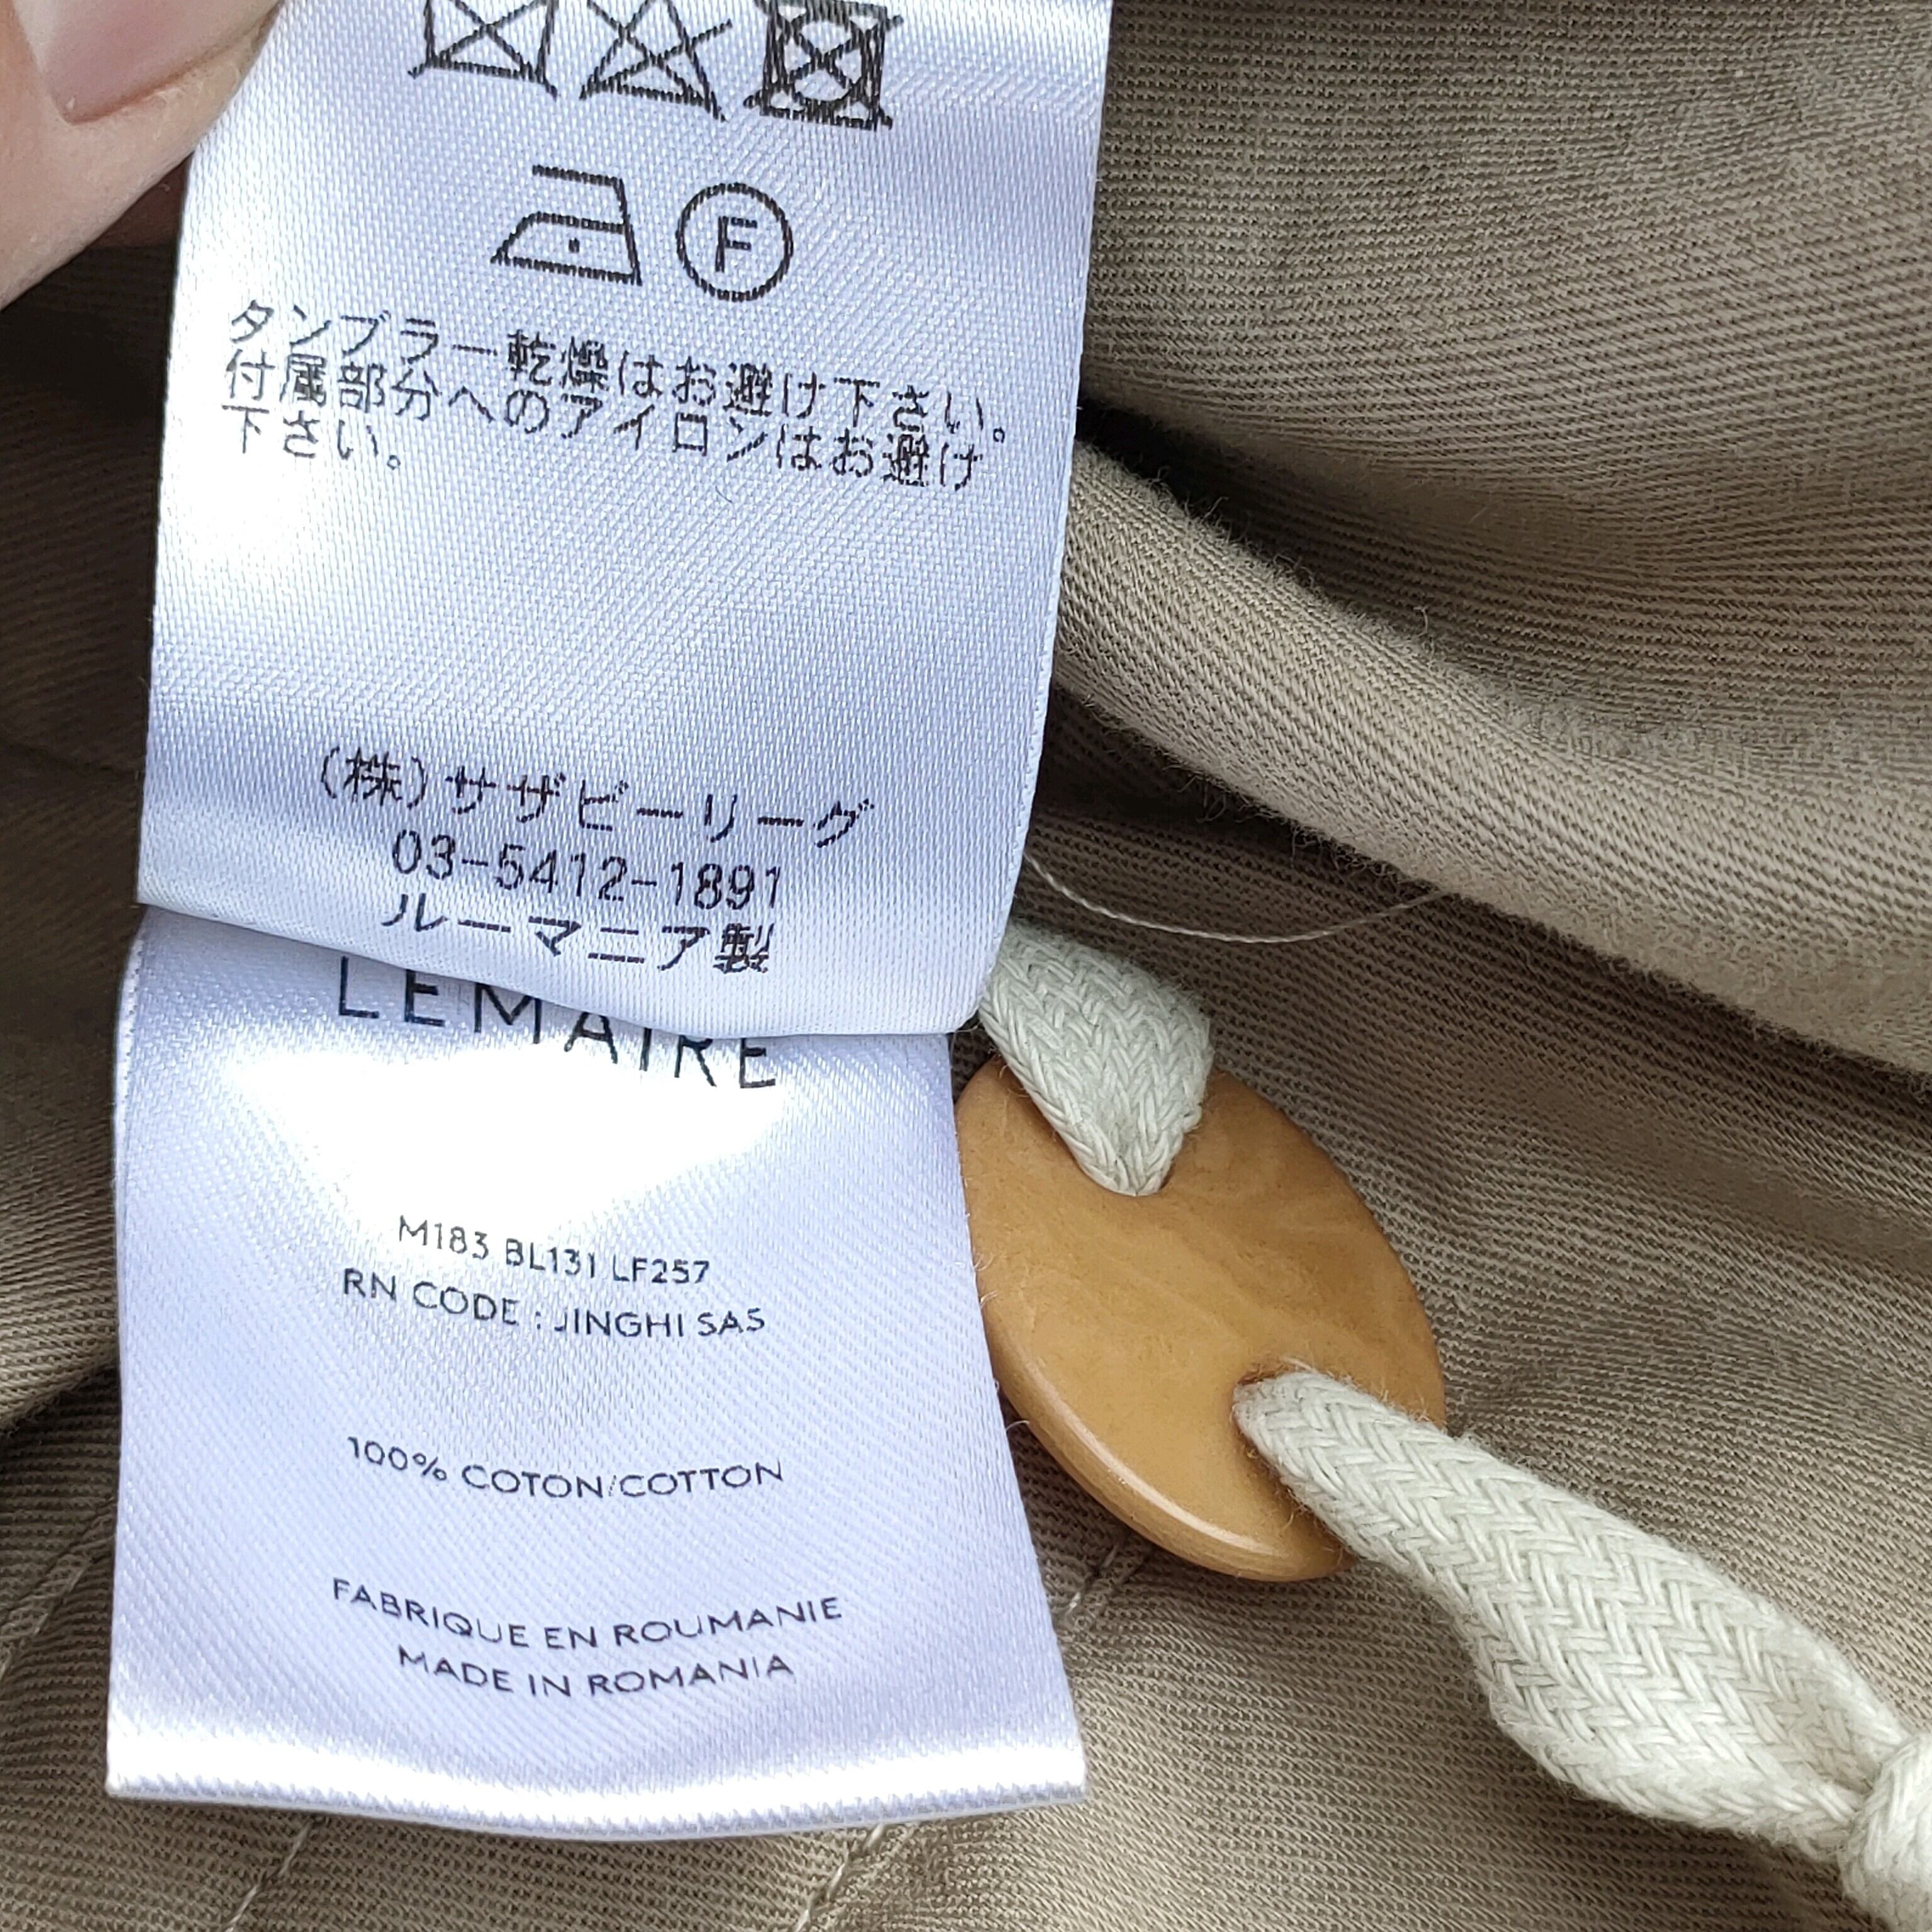 F
タンブラー乾燥はお避け下さい。
付属部分へのアイロンはお避け
下さい。
(株)サザビーリーグ
03-5412-1891
ルーマニア製
LEMAIRE
M183 BL131 LF257
RN CODE : JINGHI SAS
100% COTON/COTTON
FABRIQUE EN ROUMANIE
MADE IN ROMANIA